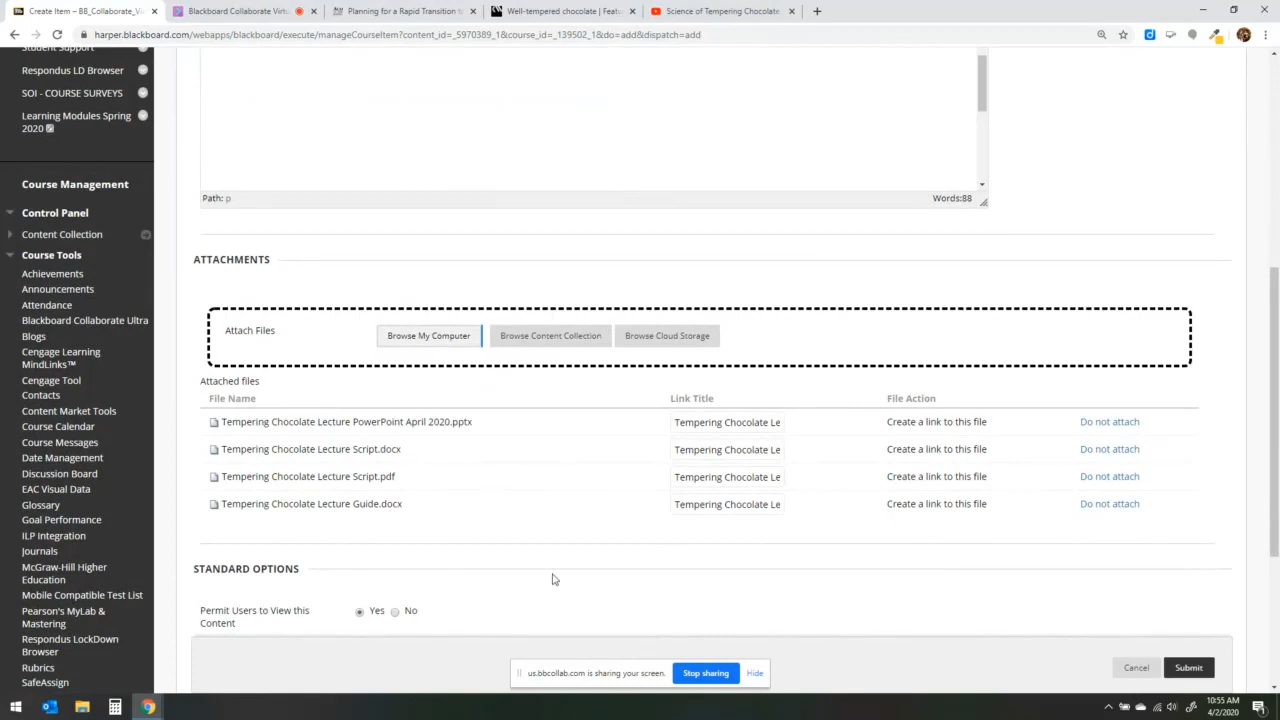 Create Item – BB_Collaborate_Vi
Blackboard Collaborate Virtu
Planning for a Rapid Transition t
Well-tempered chocolate | Featu
Science of Tempering Chocolate
harper.blackboard.com/webapps/blackboard/execute/manageCourseItem?content_id=_5970389_1&course_id=_139502_1&do=add&dispatch=add
Student Support
Respondus LD Browser
SOI - COURSE SURVEYS
Learning Modules Spring
2020
Course Management
Control Panel
Content Collection
Course Tools
Achievements
Announcements
Attendance
Blackboard Collaborate Ultra
Blogs
Cengage Learning
MindLinks™
Cengage Tool
Contacts
Content Market Tools
Course Calendar
Course Messages
Date Management
Discussion Board
EAC Visual Data
Glossary
Goal Performance
ILP Integration
Journals
McGraw-Hill Higher
Education
Mobile Compatible Test List
Pearson's MyLab &
Mastering
Respondus LockDown
Browser
Rubrics
SafeAssign
Path: p
Words:88
ATTACHMENTS
Attach Files
Browse My Computer
Browse Content Collection
Browse Cloud Storage
Attached files
File Name Link Title File Action
Tempering Chocolate Lecture PowerPoint April 2020.pptx Tempering Chocolate Le Create a link to this file Do not attach
Tempering Chocolate Lecture Script.docx Tempering Chocolate Le Create a link to this file Do not attach
Tempering Chocolate Lecture Script.pdf Tempering Chocolate Le Create a link to this file Do not attach
Tempering Chocolate Lecture Guide.docx Tempering Chocolate Le Create a link to this file Do not attach
STANDARD OPTIONS
Permit Users to View this
Content
Yes No
us.bbcollab.com is sharing your screen.
Stop sharing
Hide
Cancel
Submit
10:55 AM
4/2/2020